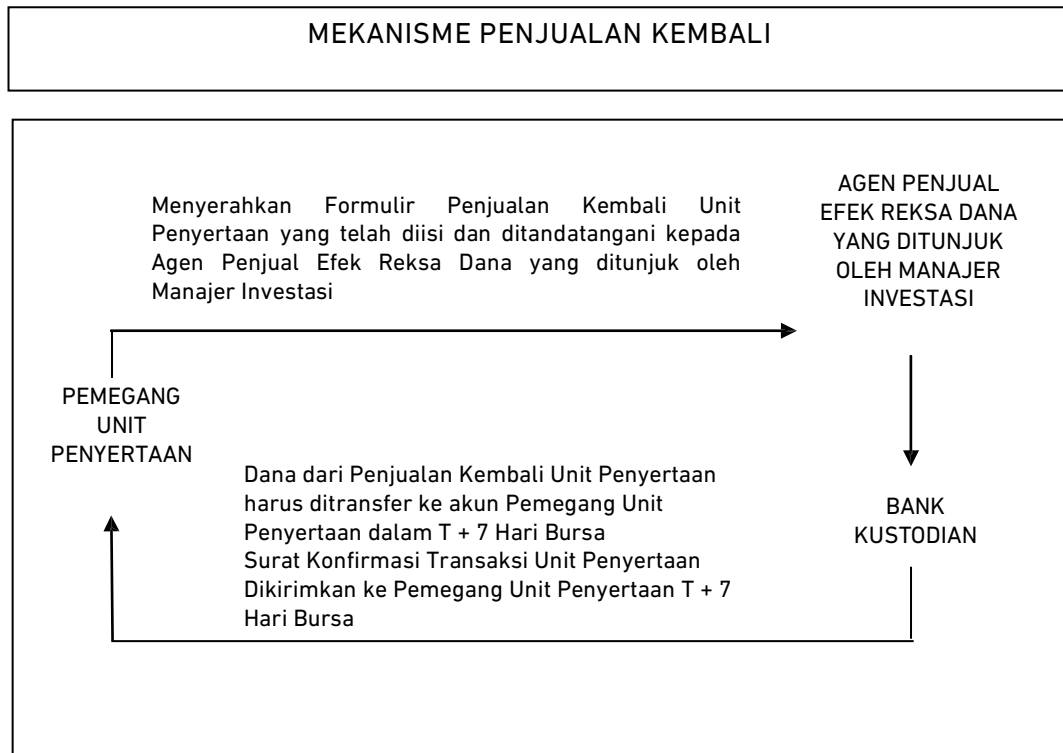 MEKANISME PENJUALAN KEMBALI
Menyerahkan Formulir Penjualan Kembali Unit
Penyertaan yang telah diisi dan ditandatangani kepada
Agen Penjual Efek Reksa Dana yang ditunjuk oleh
Manajer Investasi
AGEN PENJUAL
EFEK REKSA DANA
YANG DITUNJUK
OLEH MANAJER
INVESTASI
PEMEGANG
UNIT
PENYERTAAN
Dana dari Penjualan Kembali Unit Penyertaan
harus ditransfer ke akun Pemegang Unit
Penyertaan dalam T + 7 Hari Bursa
Surat Konfirmasi Transaksi Unit Penyertaan
Dikirimkan ke Pemegang Unit Penyertaan T + 7
Hari Bursa
BANK
KUSTODIAN